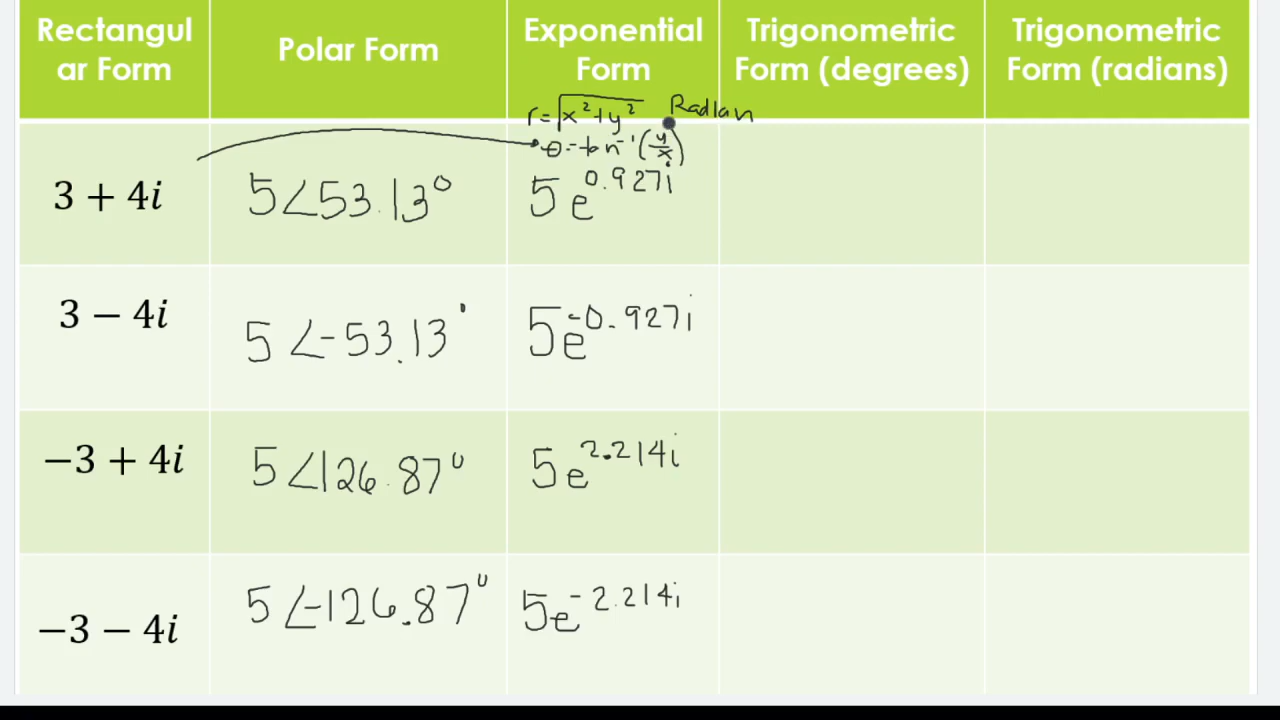 Rectangul
ar Form
Polar Form
Exponential
Form
Trigonometric
Form (degrees)
Trigonometric
Form (radians)
r=√x²+y² Radian
θ=tan⁻¹(y/x)
3 + 4i
5∠53.13°
5e^0.927i
3 − 4i
5∠-53.13°
5e^-0.927i
−3 + 4i
5∠126.87°
5e^2.214i
−3 − 4i
5∠-126.87°
5e^-2.214i